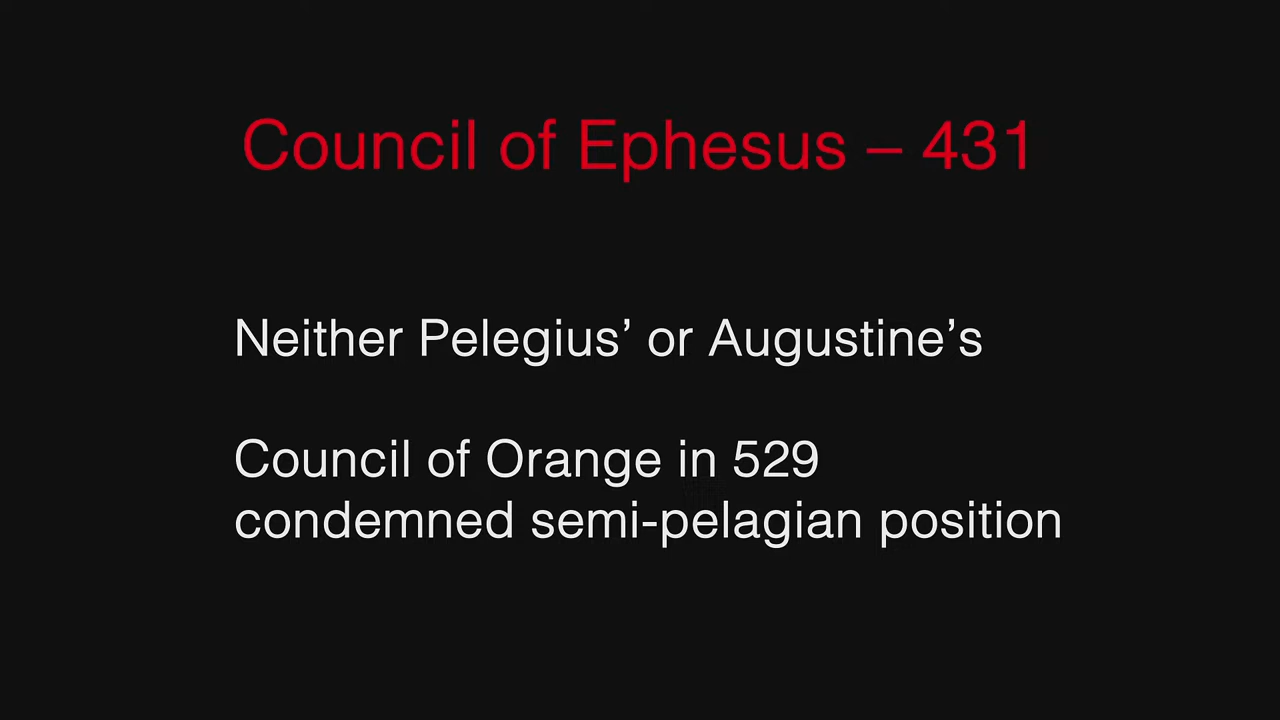 Council of Ephesus – 431
Neither Pelegius’ or Augustine’s
Council of Orange in 529
condemned semi-pelagian position